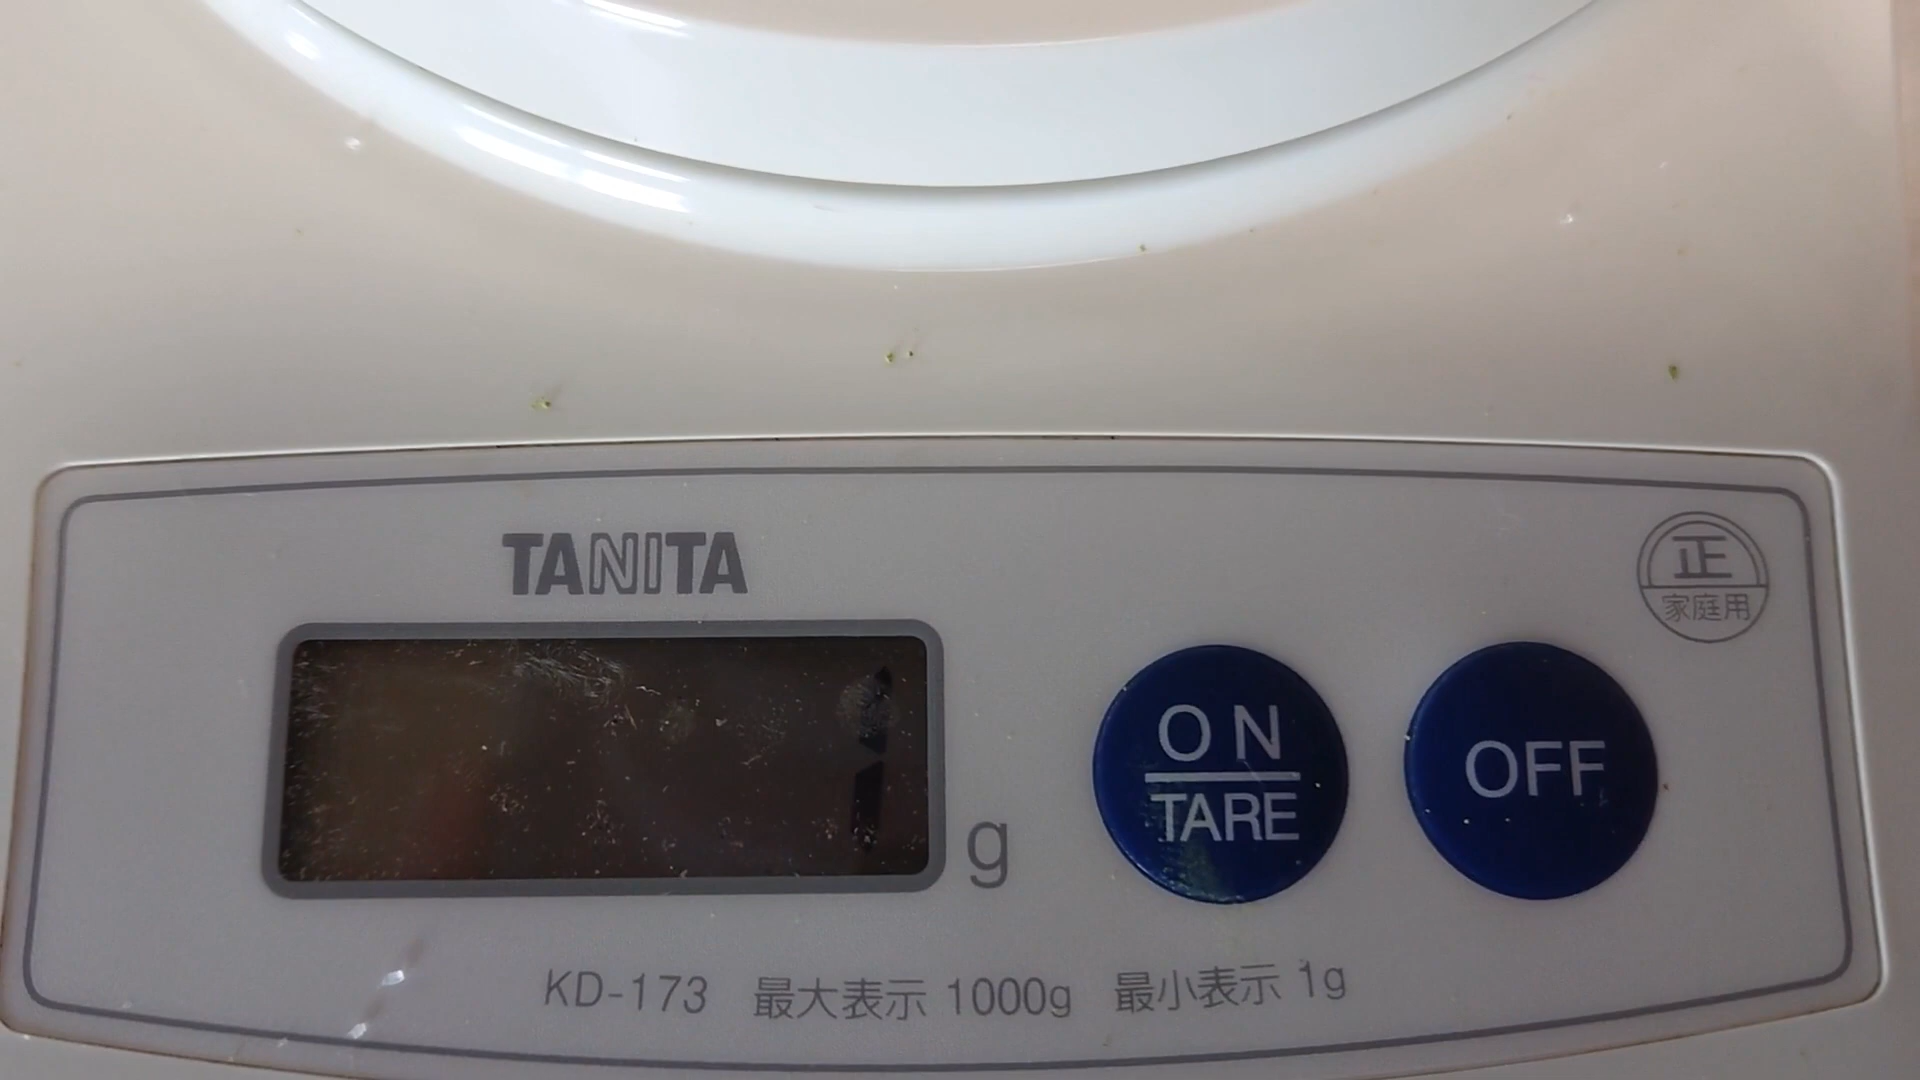 TANITA
正
家庭用
ON
TARE
OFF
g
KD-173 最大表示 1000g 最小表示 1g